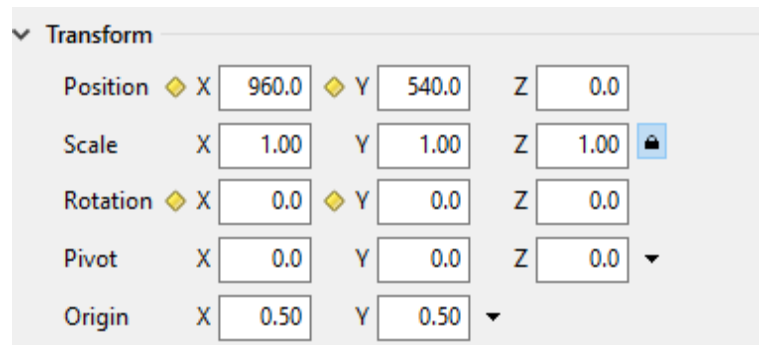 Transform
Position X 960.0 Y 540.0 Z 0.0
Scale X 1.00 Y 1.00 Z 1.00
Rotation X 0.0 Y 0.0 Z 0.0
Pivot X 0.0 Y 0.0 Z 0.0
Origin X 0.50 Y 0.50